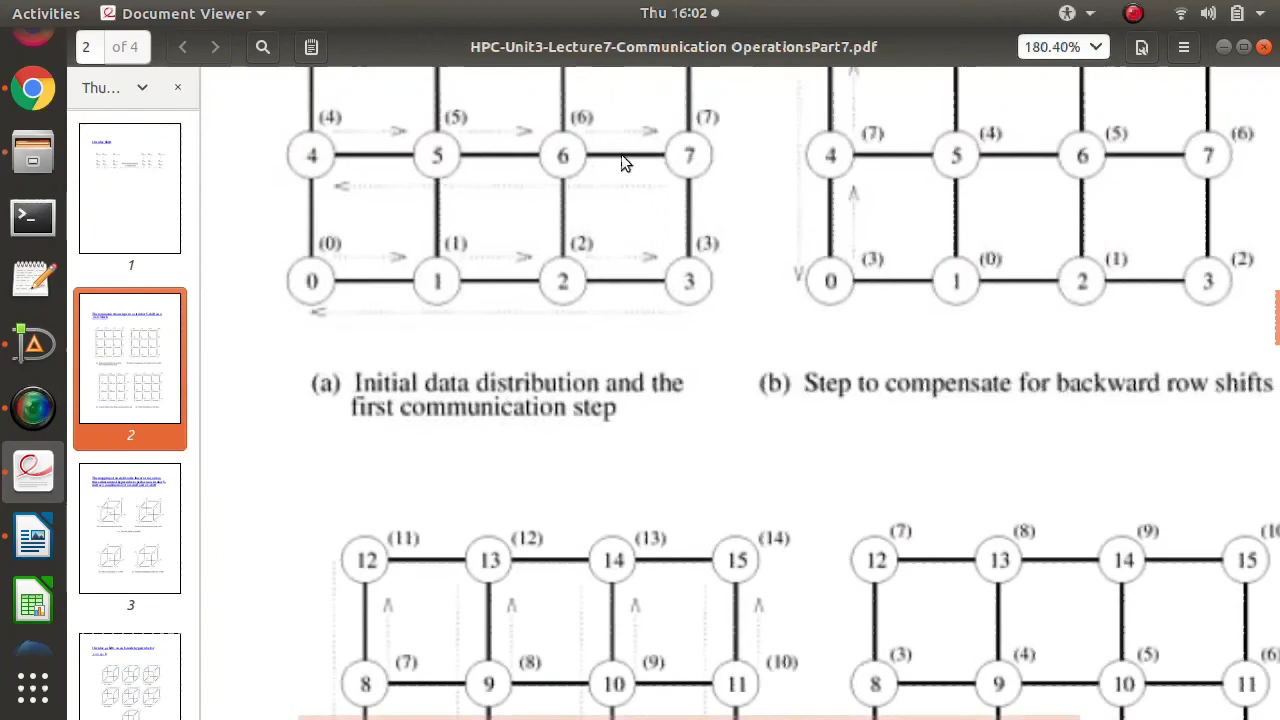 Activities Document Viewer Thu 16:02
2 of 4 HPC-Unit3-Lecture7-Communication OperationsPart7.pdf 180.40%
Thu...
1
2
3
(4) (5) (6) (7)
4 5 6 7
(0) (1) (2) (3)
0 1 2 3
(7) (4) (5) (6)
4 5 6 7
(3) (0) (1) (2)
0 1 2 3
(a) Initial data distribution and the
first communication step
(b) Step to compensate for backward row shifts
(11) (12) (13) (14)
12 13 14 15
(7) (8) (9) (10)
8 9 10 11
(7) (8) (9) (10
12 13 14 15
(3) (4) (5) (6)
8 9 10 11